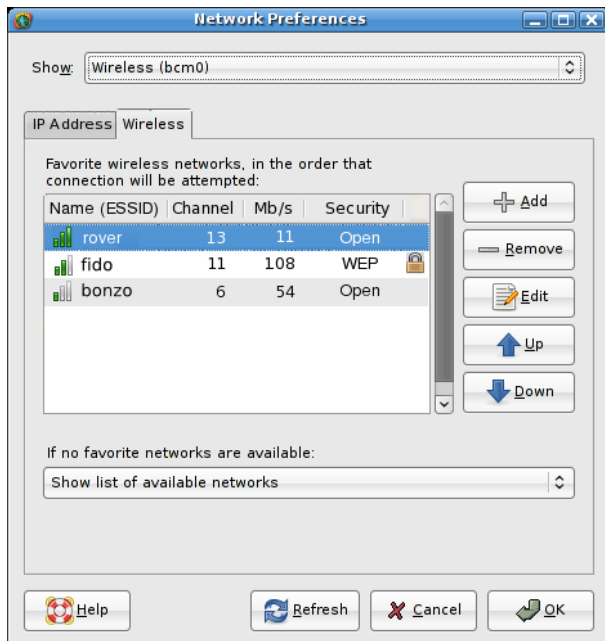 Network Preferences
Show: Wireless (bcm0)
IP Address Wireless
Favorite wireless networks, in the order that
connection will be attempted:
Name (ESSID) Channel Mb/s Security
rover 13 11 Open
fido 11 108 WEP
bonzo 6 54 Open
Add
Remove
Edit
Up
Down
If no favorite networks are available:
Show list of available networks
Help Refresh Cancel OK